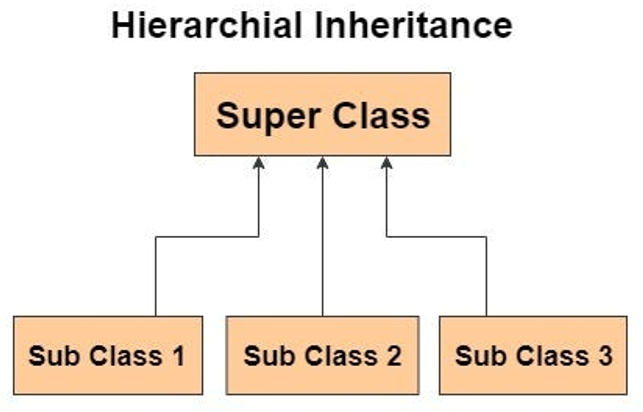 Hierarchial Inheritance
Super Class
Sub Class 1
Sub Class 2
Sub Class 3